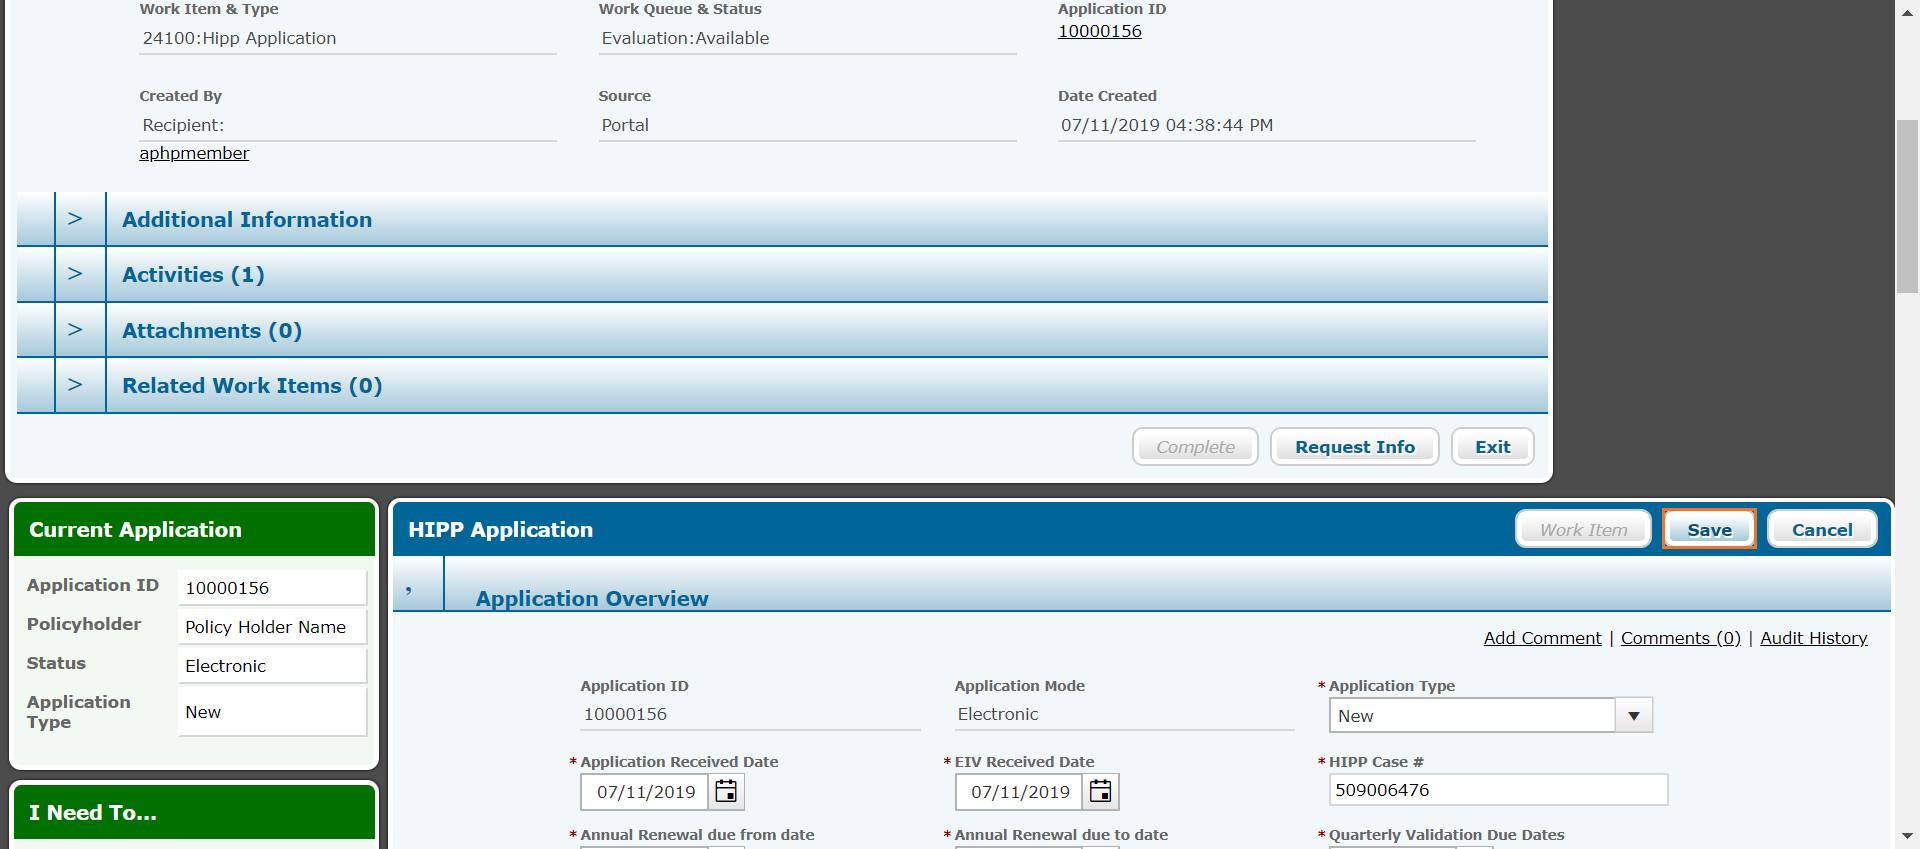 Work Item & Type
Work Queue & Status
Application ID
24100:Hipp Application
Evaluation:Available
10000156
Created By
Source
Date Created
Recipient:
Portal
07/11/2019 04:38:44 PM
aphpmember
> Additional Information
> Activities (1)
> Attachments (0)
> Related Work Items (0)
Complete
Request Info
Exit
Current Application
Application ID 10000156
Policyholder Policy Holder Name
Status Electronic
Application
Type
New
I Need To...
HIPP Application
Work Item
Save
Cancel
, Application Overview
Add Comment | Comments (0) | Audit History
Application ID
Application Mode
* Application Type
10000156
Electronic
New
* Application Received Date
* EIV Received Date
* HIPP Case #
07/11/2019
07/11/2019
509006476
* Annual Renewal due from date
* Annual Renewal due to date
* Quarterly Validation Due Dates